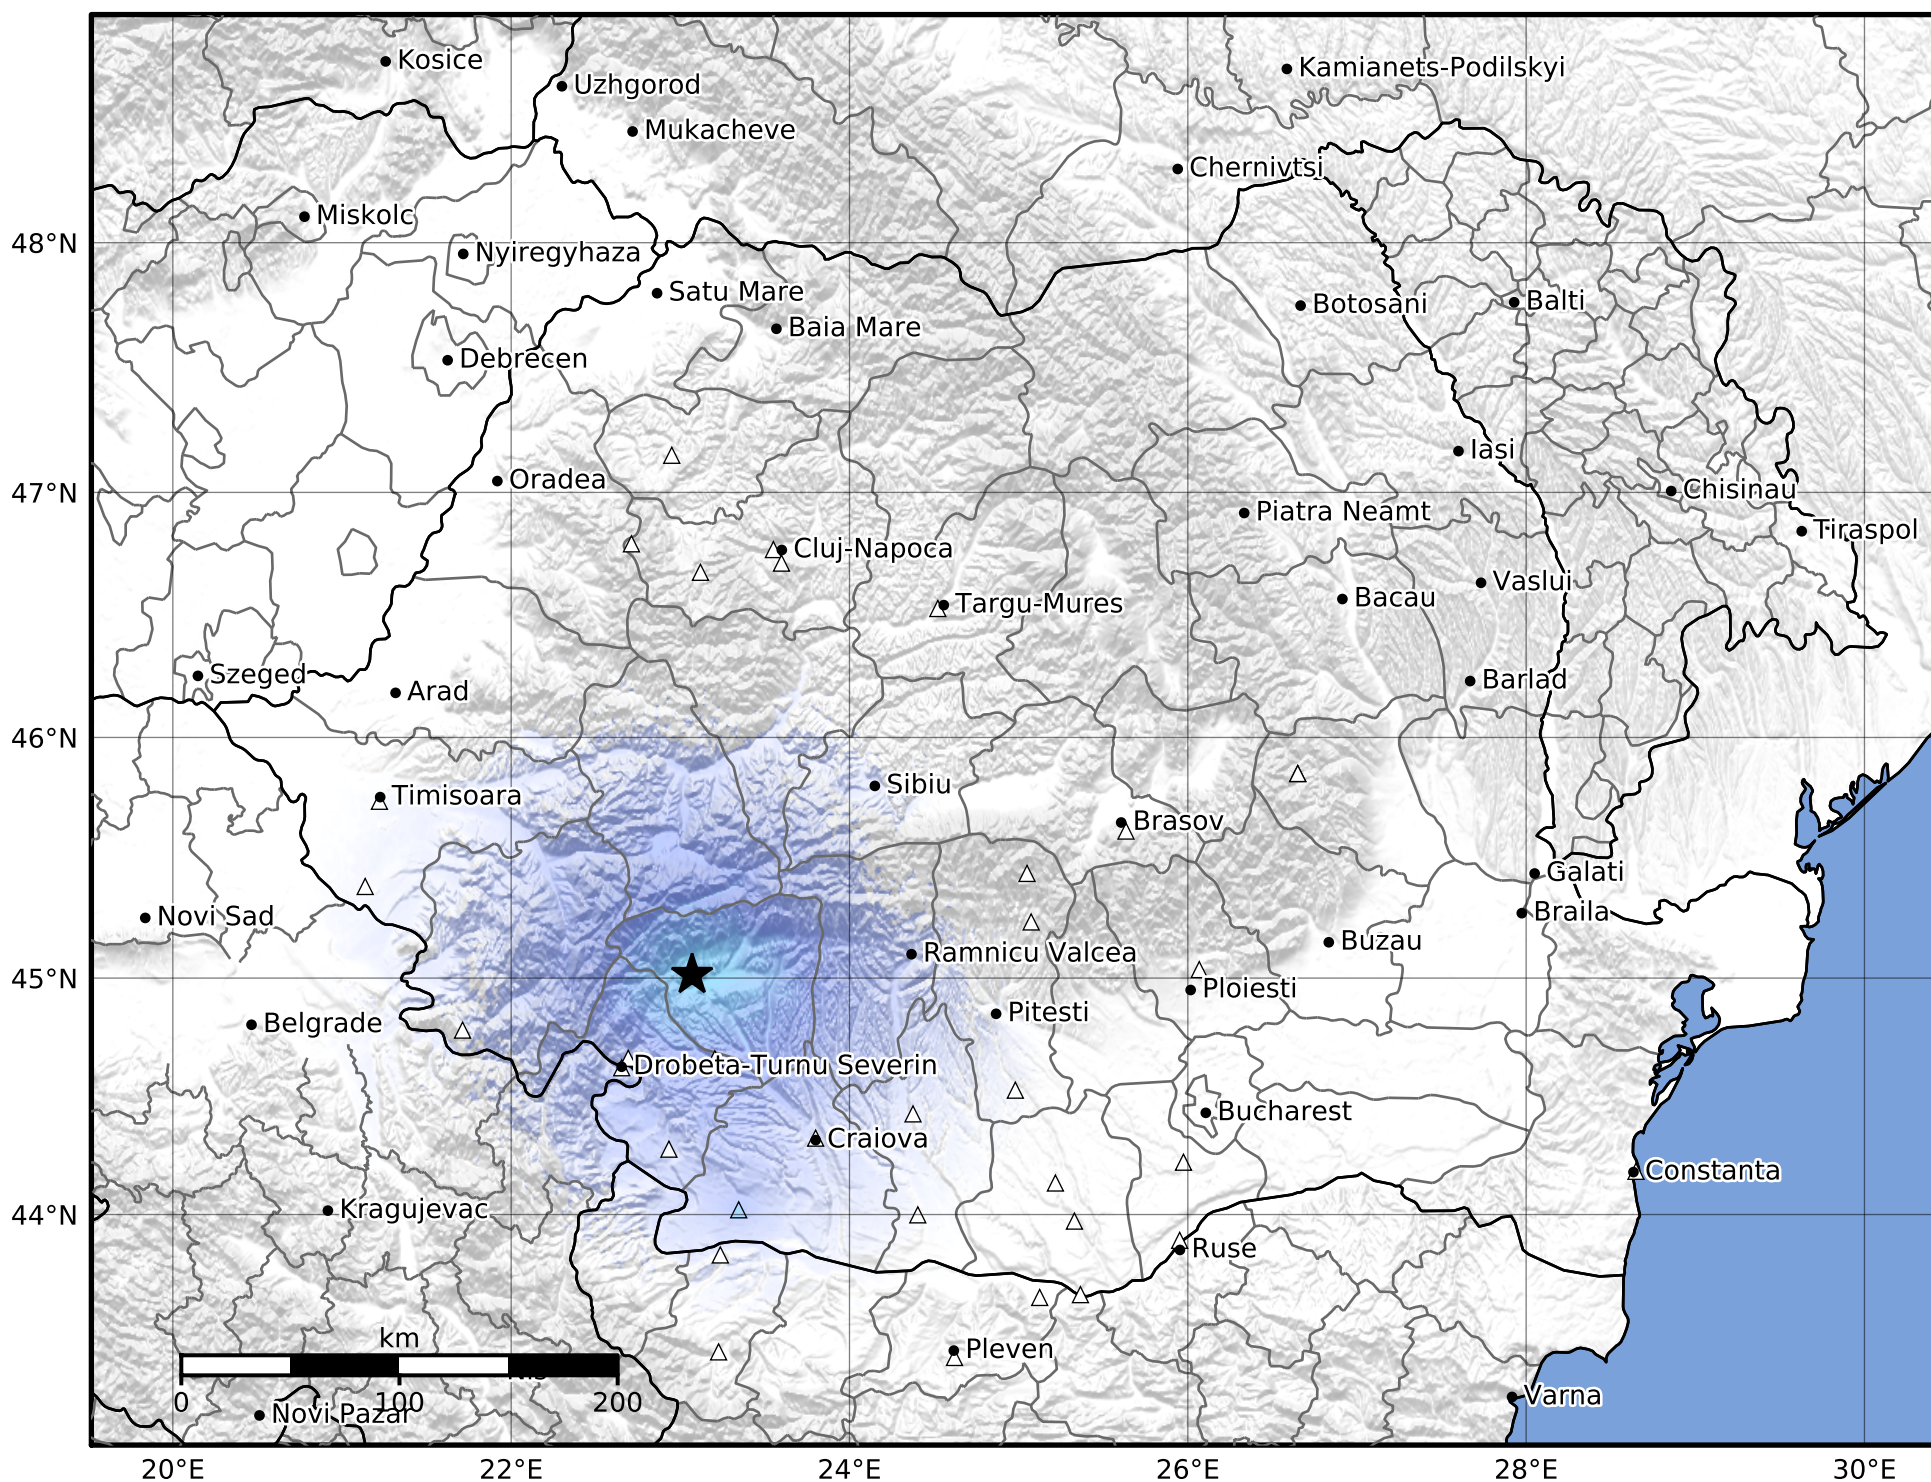 Kosice
Uzhgorod
Kamianets-Podilskyi
Mukacheve
Chernivtsi
Miskolc
48°N
Nyiregyhaza
Satu Mare
Botosani
Balti
Baia Mare
Debrecen
Iasi
Oradea
47°N
Chisinau
Piatra Neamt
Tiraspol
Cluj-Napoca
Vaslui
Bacau
Targu-Mures
Szeged
Arad
Barlad
46°N
Sibiu
Timisoara
Brasov
Galati
Novi Sad
Braila
Buzau
Ramnicu Valcea
45°N
Ploiesti
Pitesti
Belgrade
Drobeta-Turnu Severin
Bucharest
Craiova
Constanta
Kragujevac
44°N
Ruse
km
Pleven
0 100 200
Varna
Novi Pazar
20°E 22°E 24°E 26°E 28°E 30°E